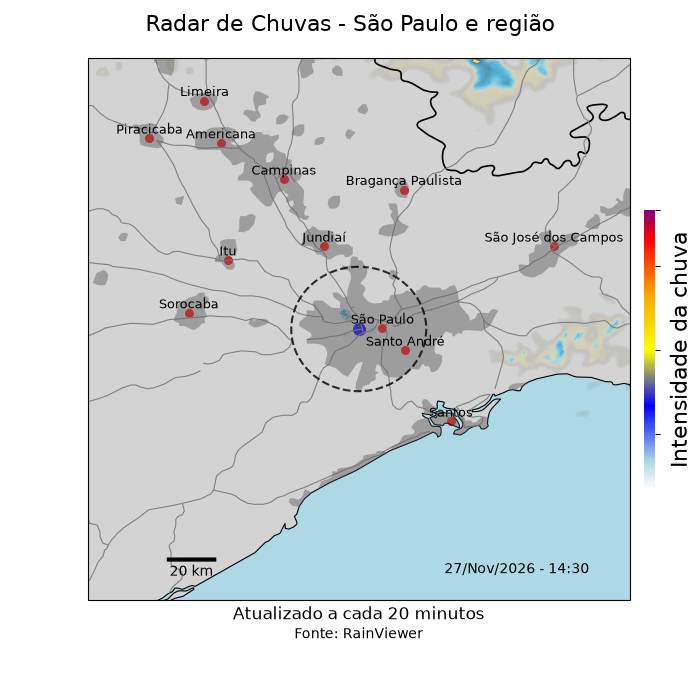 Radar de Chuvas - São Paulo e região
Limeira
Piracicaba
Americana
Campinas
Bragança Paulista
Jundiaí
São José dos Campos
Itu
Sorocaba
São Paulo
Santo André
Santos
Intensidade da chuva
20 km
27/Nov/2026 - 14:30
Atualizado a cada 20 minutos
Fonte: RainViewer